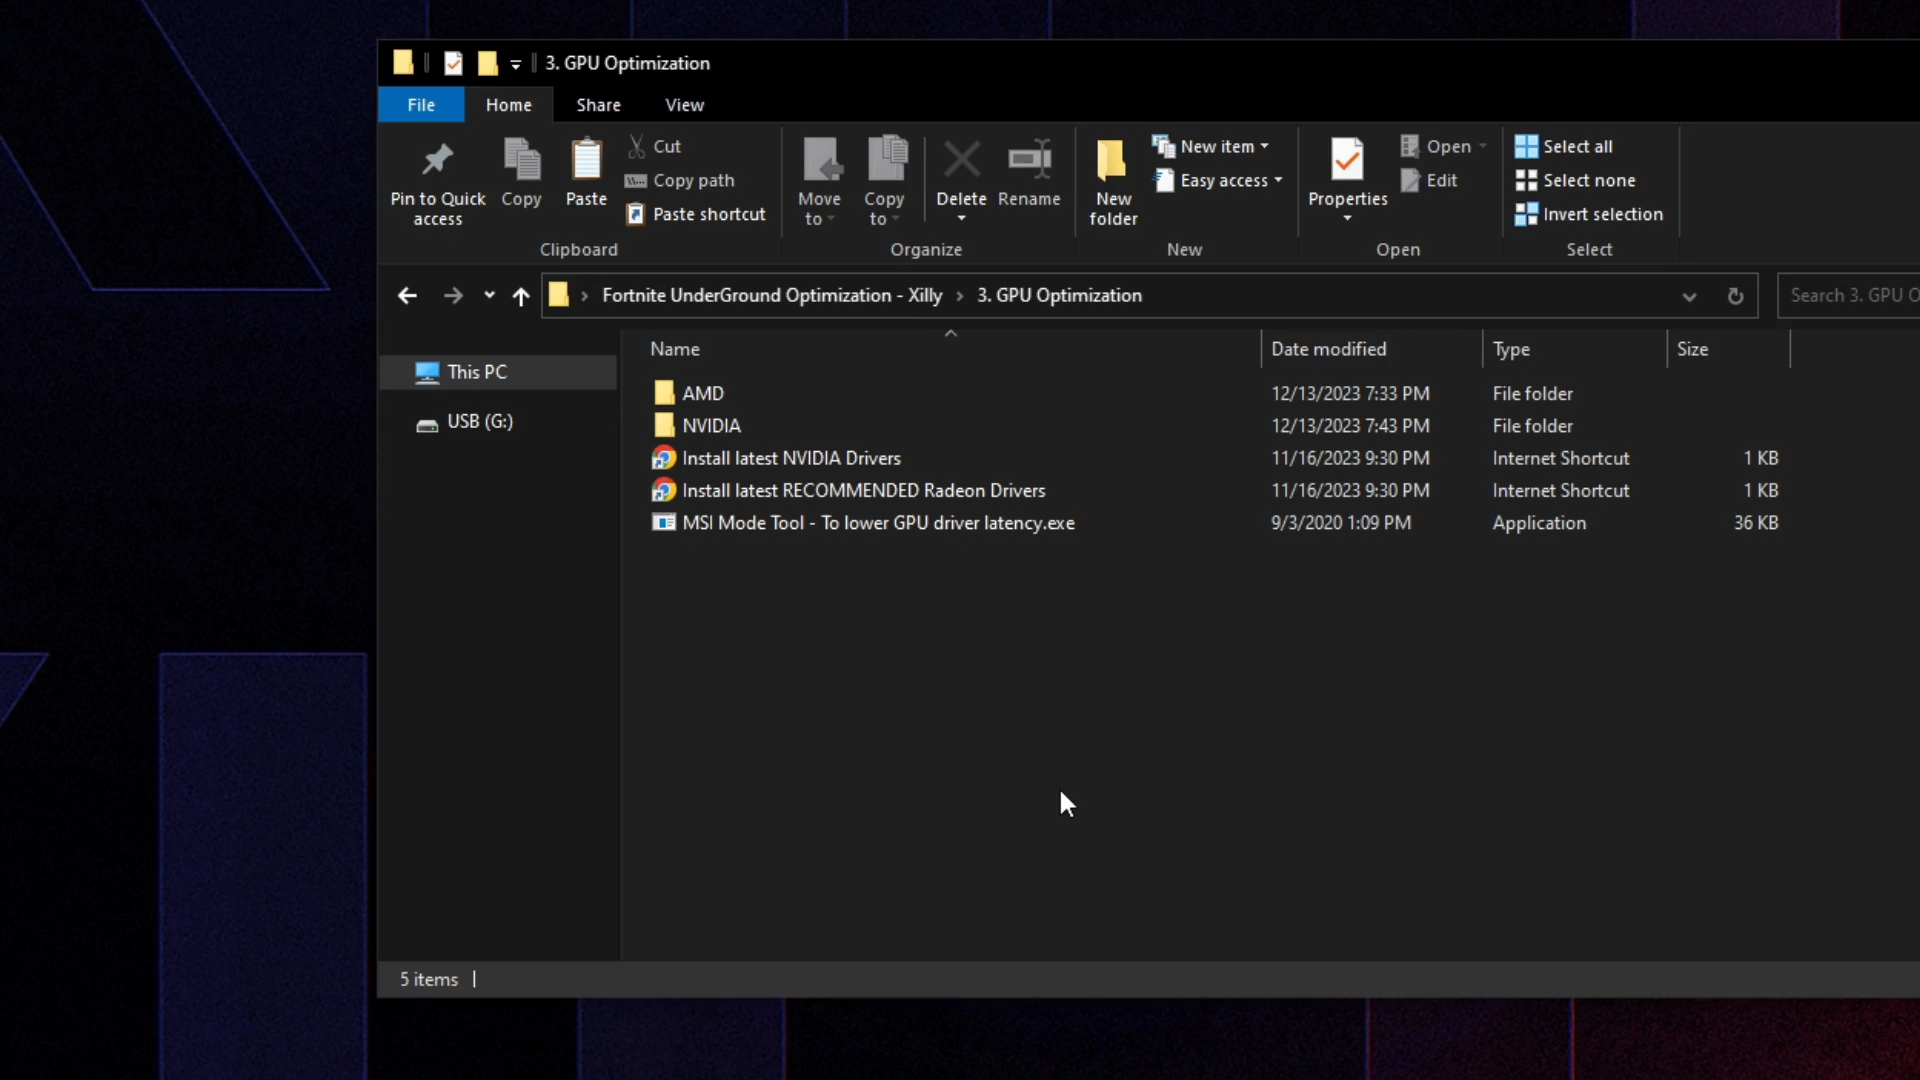 3. GPU Optimization
File Home Share View
Pin to Quick access Copy Paste Cut Copy path Paste shortcut
Move to Copy to Delete Rename
New folder New item Easy access
Properties Open Edit
Select all Select none Invert selection
Clipboard Organize New Open Select
Fortnite UnderGround Optimization - Xilly > 3. GPU Optimization Search 3. GPU O
This PC
USB (G:)
Name Date modified Type Size
AMD 12/13/2023 7:33 PM File folder
NVIDIA 12/13/2023 7:43 PM File folder
Install latest NVIDIA Drivers 11/16/2023 9:30 PM Internet Shortcut 1 KB
Install latest RECOMMENDED Radeon Drivers 11/16/2023 9:30 PM Internet Shortcut 1 KB
MSI Mode Tool - To lower GPU driver latency.exe 9/3/2020 1:09 PM Application 36 KB
5 items